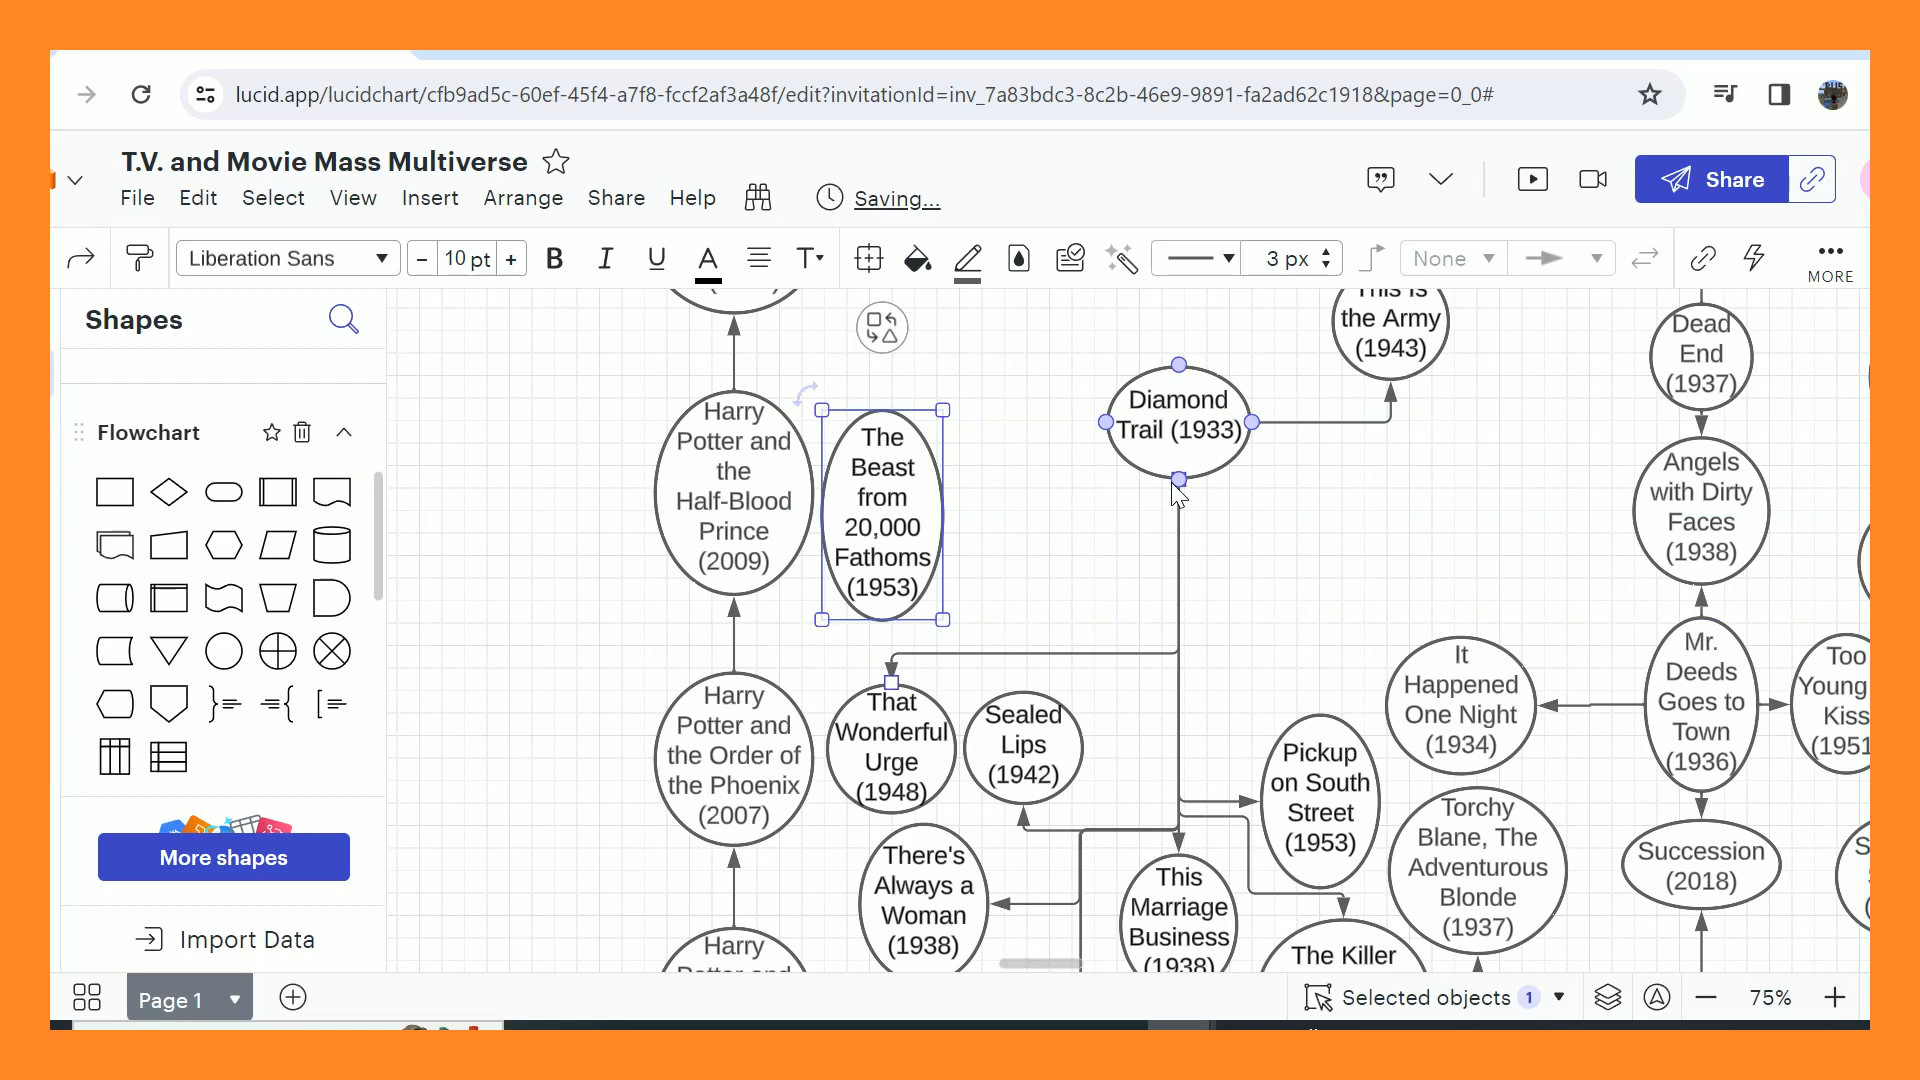 lucid.app/lucidchart/cfb9ad5c-60ef-45f4-a7f8-fccf2af3a48f/edit?invitationId=inv_7a83bdc3-8c2b-46e9-9891-fa2ad62c1918&page=0_0#
T.V. and Movie Mass Multiverse
File Edit Select View Insert Arrange Share Help Saving...
Share
Liberation Sans
- 10 pt +
B I U A T
3 px
None
MORE
Shapes
Flowchart
More shapes
Import Data
Harry
Potter and
the
Half-Blood
Prince
(2009)
The
Beast
from
20,000
Fathoms
(1953)
Diamond
Trail (1933)
This is
the Army
(1943)
Dead
End
(1937)
Angels
with Dirty
Faces
(1938)
Harry
Potter and
the Order of
the Phoenix
(2007)
That
Wonderful
Urge
(1948)
Sealed
Lips
(1942)
Pickup
on South
Street
(1953)
It
Happened
One Night
(1934)
Mr.
Deeds
Goes to
Town
(1936)
Too
Young
Kiss
(1951
There's
Always a
Woman
(1938)
This
Marriage
Business
(1938)
Torchy
Blane, The
Adventurous
Blonde
(1937)
Succession
(2018)
S
Harry
Potter and
The Killer
Page 1
Selected objects 1
75%